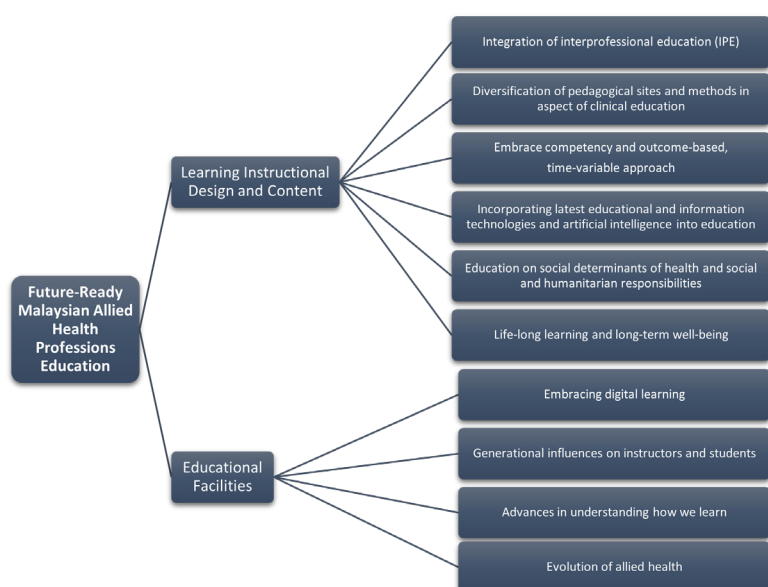 Future-Ready
Malaysian Allied
Health
Professions
Education
Learning Instructional
Design and Content
Integration of interprofessional education (IPE)
Diversification of pedagogical sites and methods in
aspect of clinical education
Embrace competency and outcome-based,
time-variable approach
Incorporating latest educational and information
technologies and artificial intelligence into education
Education on social determinants of health and social
and humanitarian responsibilities
Life-long learning and long-term well-being
Educational
Facilities
Embracing digital learning
Generational influences on instructors and students
Advances in understanding how we learn
Evolution of allied health